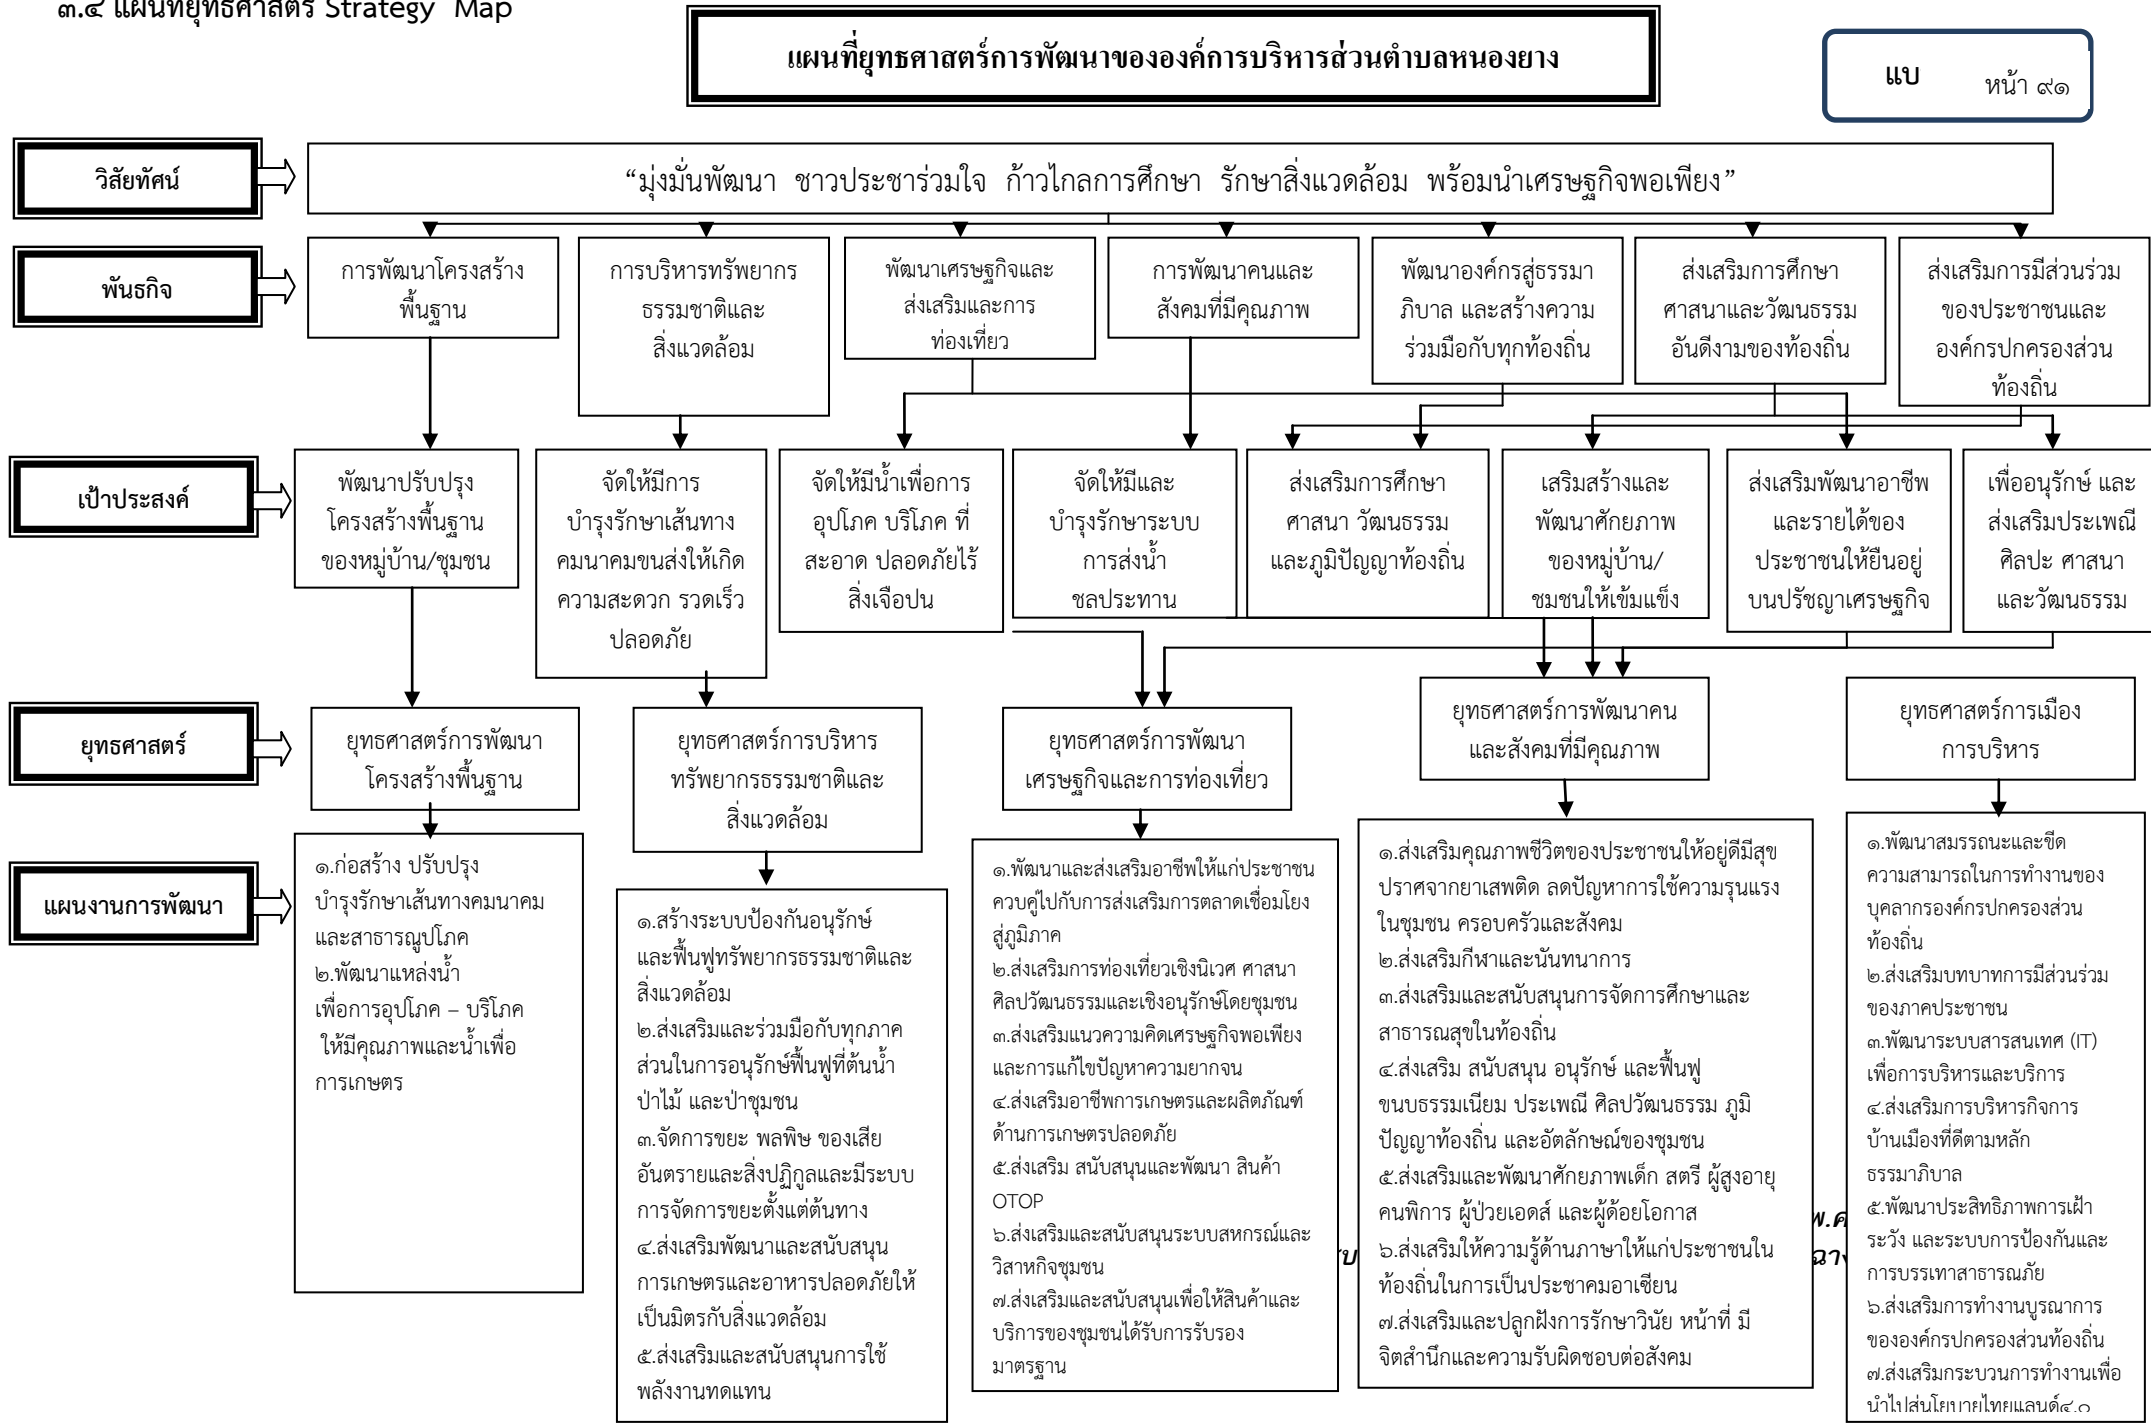 ๓.๔ แผนที่ยุทธศาสตร์ Strategy Map
แผนที่ยุทธศาสตร์การพัฒนาขององค์การบริหารส่วนตำบลหนองยาง
แบ
หน้า ๙๑
วิสัยทัศน์
“มุ่งมั่นพัฒนา ชาวประชาร่วมใจ ก้าวไกลการศึกษา รักษาสิ่งแวดล้อม พร้อมนำเศรษฐกิจพอเพียง”
พันธกิจ
การพัฒนาโครงสร้าง
พื้นฐาน
การบริหารทรัพยากร
ธรรมชาติและ
สิ่งแวดล้อม
พัฒนาเศรษฐกิจและ
ส่งเสริมและการ
ท่องเที่ยว
การพัฒนาคนและ
สังคมที่มีคุณภาพ
พัฒนาองค์กรสู่ธรรมา
ภิบาล และสร้างความ
ร่วมมือกับทุกท้องถิ่น
ส่งเสริมการศึกษา
ศาสนาและวัฒนธรรม
อันดีงามของท้องถิ่น
ส่งเสริมการมีส่วนร่วม
ของประชาชนและ
องค์กรปกครองส่วน
ท้องถิ่น
เป้าประสงค์
พัฒนาปรับปรุง
โครงสร้างพื้นฐาน
ของหมู่บ้าน/ชุมชน
จัดให้มีการ
บำรุงรักษาเส้นทาง
คมนาคมขนส่งให้เกิด
ความสะดวก รวดเร็ว
ปลอดภัย
จัดให้มีน้ำเพื่อการ
อุปโภค บริโภค ที่
สะอาด ปลอดภัยไร้
สิ่งเจือปน
จัดให้มีและ
บำรุงรักษาระบบ
การส่งน้ำ
ชลประทาน
ส่งเสริมการศึกษา
ศาสนา วัฒนธรรม
และภูมิปัญญาท้องถิ่น
เสริมสร้างและ
พัฒนาศักยภาพ
ของหมู่บ้าน/
ชุมชนให้เข้มแข็ง
ส่งเสริมพัฒนาอาชีพ
และรายได้ของ
ประชาชนให้ยืนอยู่
บนปรัชญาเศรษฐกิจ
เพื่ออนุรักษ์ และ
ส่งเสริมประเพณี
ศิลปะ ศาสนา
และวัฒนธรรม
ยุทธศาสตร์
ยุทธศาสตร์การพัฒนา
โครงสร้างพื้นฐาน
ยุทธศาสตร์การบริหาร
ทรัพยากรธรรมชาติและ
สิ่งแวดล้อม
ยุทธศาสตร์การพัฒนา
เศรษฐกิจและการท่องเที่ยว
ยุทธศาสตร์การพัฒนาคน
และสังคมที่มีคุณภาพ
ยุทธศาสตร์การเมือง
การบริหาร
แผนงานการพัฒนา
๑.ก่อสร้าง ปรับปรุง
บำรุงรักษาเส้นทางคมนาคม
และสาธารณูปโภค
๒.พัฒนาแหล่งน้ำ
เพื่อการอุปโภค – บริโภค
ให้มีคุณภาพและน้ำเพื่อ
การเกษตร
๑.สร้างระบบป้องกันอนุรักษ์
และฟื้นฟูทรัพยากรธรรมชาติและ
สิ่งแวดล้อม
๒.ส่งเสริมและร่วมมือกับทุกภาค
ส่วนในการอนุรักษ์ฟื้นฟูที่ต้นน้ำ
ป่าไม้ และป่าชุมชน
๓.จัดการขยะ พลพิษ ของเสีย
อันตรายและสิ่งปฏิกูลและมีระบบ
การจัดการขยะตั้งแต่ต้นทาง
๔.ส่งเสริมพัฒนาและสนับสนุน
การเกษตรและอาหารปลอดภัยให้
เป็นมิตรกับสิ่งแวดล้อม
๕.ส่งเสริมและสนับสนุนการใช้
พลังงานทดแทน
๑.พัฒนาและส่งเสริมอาชีพให้แก่ประชาชน
ควบคู่ไปกับการส่งเสริมการตลาดเชื่อมโยง
สู่ภูมิภาค
๒.ส่งเสริมการท่องเที่ยวเชิงนิเวศ ศาสนา
ศิลปวัฒนธรรมและเชิงอนุรักษ์โดยชุมชน
๓.ส่งเสริมแนวความคิดเศรษฐกิจพอเพียง
และการแก้ไขปัญหาความยากจน
๔.ส่งเสริมอาชีพการเกษตรและผลิตภัณฑ์
ด้านการเกษตรปลอดภัย
๕.ส่งเสริม สนับสนุนและพัฒนา สินค้า
OTOP
๖.ส่งเสริมและสนับสนุนระบบสหกรณ์และ
วิสาหกิจชุมชน
๗.ส่งเสริมและสนับสนุนเพื่อให้สินค้าและ
บริการของชุมชนได้รับการรับรอง
มาตรฐาน
๑.ส่งเสริมคุณภาพชีวิตของประชาชนให้อยู่ดีมีสุข
ปราศจากยาเสพติด ลดปัญหาการใช้ความรุนแรง
ในชุมชน ครอบครัวและสังคม
๒.ส่งเสริมกีฬาและนันทนาการ
๓.ส่งเสริมและสนับสนุนการจัดการศึกษาและ
สาธารณสุขในท้องถิ่น
๔.ส่งเสริม สนับสนุน อนุรักษ์ และฟื้นฟู
ขนบธรรมเนียม ประเพณี ศิลปวัฒนธรรม ภูมิ
ปัญญาท้องถิ่น และอัตลักษณ์ของชุมชน
๕.ส่งเสริมและพัฒนาศักยภาพเด็ก สตรี ผู้สูงอายุ
คนพิการ ผู้ป่วยเอดส์ และผู้ด้อยโอกาส
๖.ส่งเสริมให้ความรู้ด้านภาษาให้แก่ประชาชนใน
ท้องถิ่นในการเป็นประชาคมอาเซียน
๗.ส่งเสริมและปลูกฝังการรักษาวินัย หน้าที่ มี
จิตสำนึกและความรับผิดชอบต่อสังคม
๑.พัฒนาสมรรถนะและขีด
ความสามารถในการทำงานของ
บุคลากรองค์กรปกครองส่วน
ท้องถิ่น
๒.ส่งเสริมบทบาทการมีส่วนร่วม
ของภาคประชาชน
๓.พัฒนาระบบสารสนเทศ (IT)
เพื่อการบริหารและบริการ
๔.ส่งเสริมการบริหารกิจการ
บ้านเมืองที่ดีตามหลัก
ธรรมาภิบาล
๕.พัฒนาประสิทธิภาพการเฝ้า
ระวัง และระบบการป้องกันและ
การบรรเทาสาธารณภัย
๖.ส่งเสริมการทำงานบูรณาการ
ขององค์กรปกครองส่วนท้องถิ่น
๗.ส่งเสริมกระบวนการทำงานเพื่อ
นำไปสู่นโยบายไทยแลนด์๔.๐